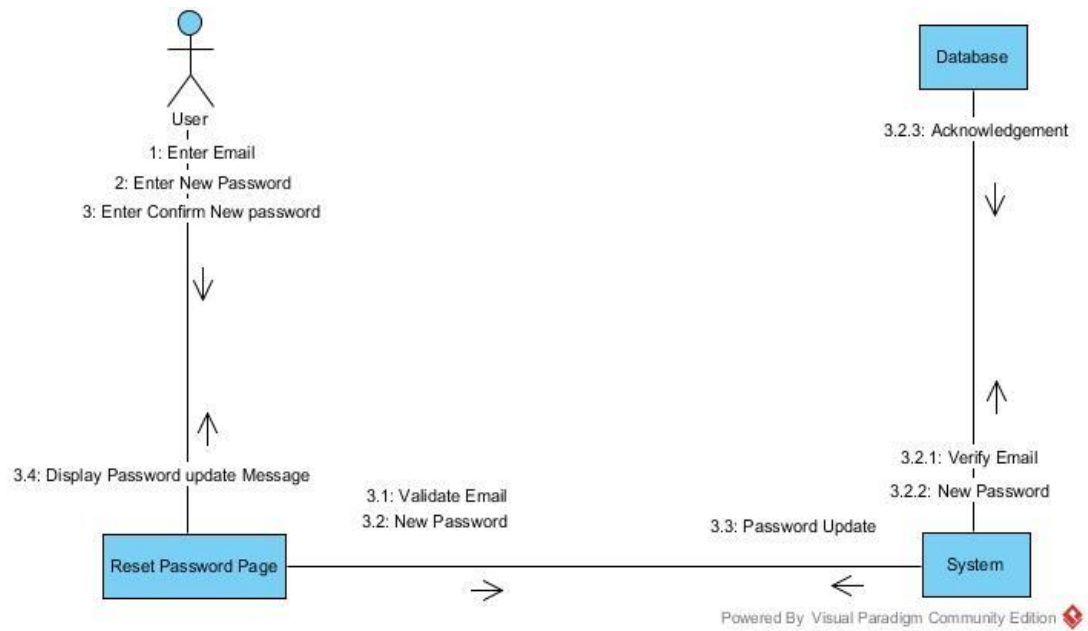 User
1: Enter Email
2: Enter New Password
3: Enter Confirm New password
Database
3.2.3: Acknowledgement
3.4: Display Password update Message
3.1: Validate Email
3.2: New Password
3.3: Password Update
3.2.1: Verify Email
3.2.2: New Password
Reset Password Page
System
Powered By Visual Paradigm Community Edition